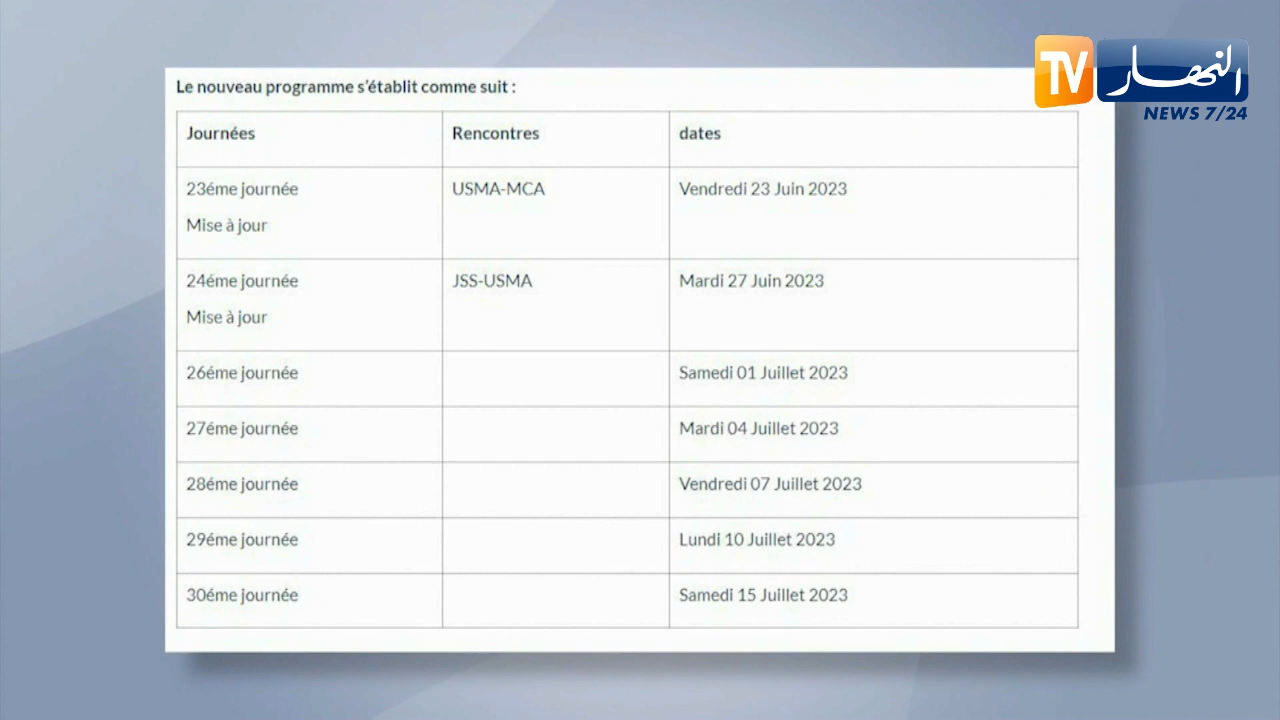 TV النهار
NEWS 7/24
Le nouveau programme s’établit comme suit :
Journées Rencontres dates
23éme journée USMA-MCA Vendredi 23 Juin 2023
Mise à jour
24éme journée JSS-USMA Mardi 27 Juin 2023
Mise à jour
26éme journée Samedi 01 Juillet 2023
27éme journée Mardi 04 Juillet 2023
28éme journée Vendredi 07 Juillet 2023
29éme journée Lundi 10 Juillet 2023
30éme journée Samedi 15 Juillet 2023